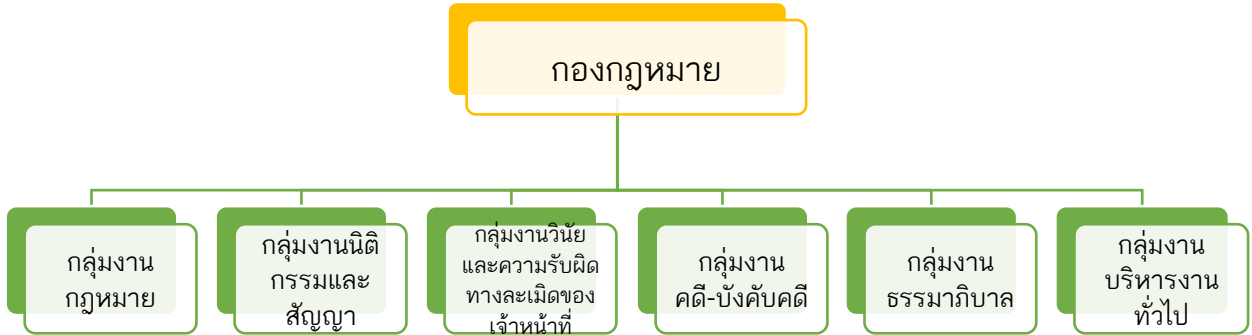 กองกฎหมาย
กลุ่มงาน
กฎหมาย
กลุ่มงานนิติ
กรรมและ
สัญญา
กลุ่มงานวินัย
และความรับผิด
ทางละเมิดของ
เจ้าหน้าที่
กลุ่มงาน
คดี-บังคับคดี
กลุ่มงาน
ธรรมาภิบาล
กลุ่มงาน
บริหารงาน
ทั่วไป